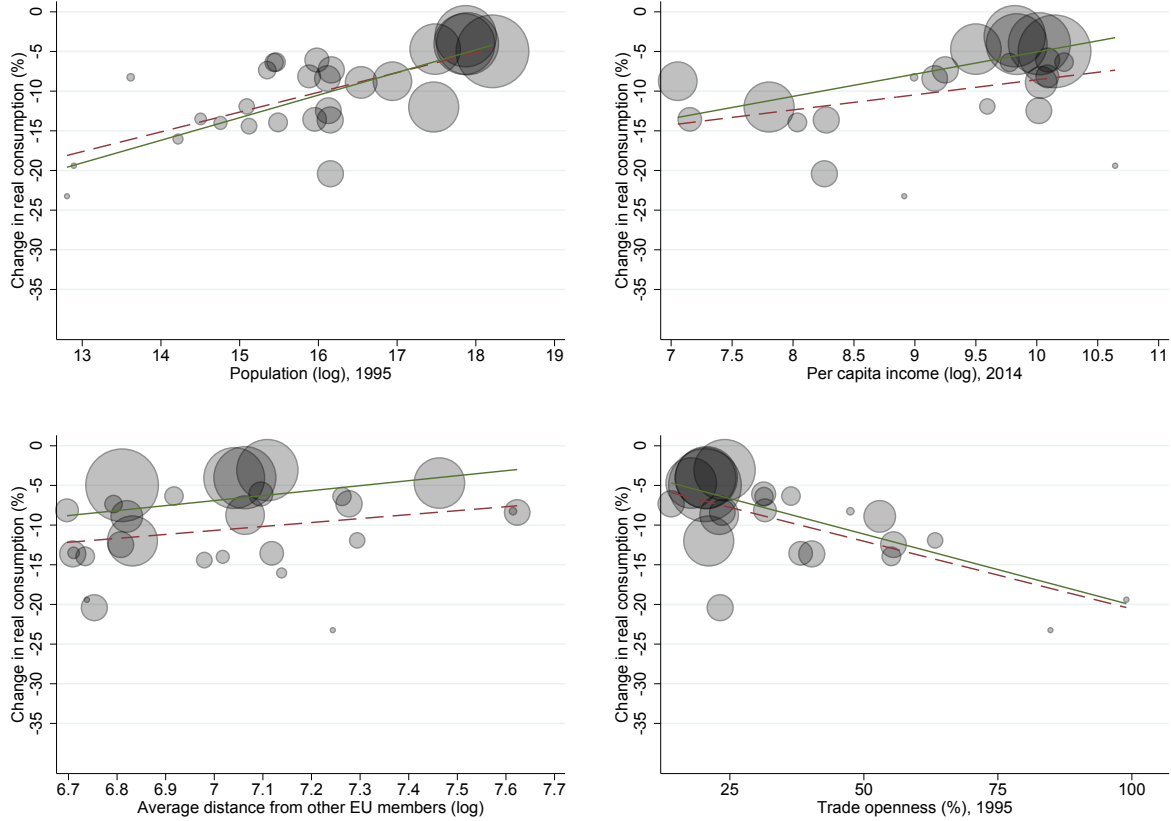 Change in real consumption (%)
0
-5
-10
-15
-20
-25
-30
-35
13 14 15 16 17 18 19
Population (log), 1995
Change in real consumption (%)
0
-5
-10
-15
-20
-25
-30
-35
7 7.5 8 8.5 9 9.5 10 10.5 11
Per capita income (log), 2014
Change in real consumption (%)
0
-5
-10
-15
-20
-25
-30
-35
6.7 6.8 6.9 7 7.1 7.2 7.3 7.4 7.5 7.6 7.7
Average distance from other EU members (log)
Change in real consumption (%)
0
-5
-10
-15
-20
-25
-30
-35
25 50 75 100
Trade openness (%), 1995